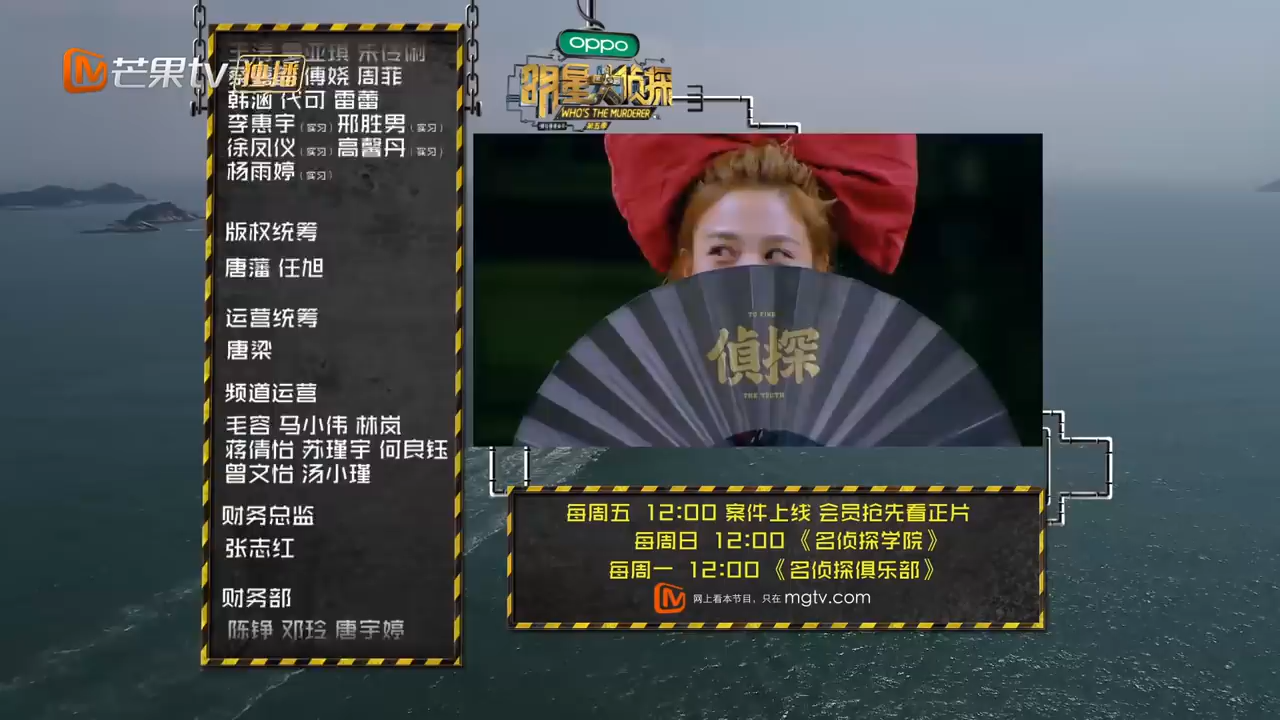 芒果tv
独播
傅娆 周菲
韩涵 代可 雷蕾
李惠宇(实习) 邢胜男(实习)
徐凤仪(实习) 高馨丹(实习)
杨雨婷(实习)
版权统筹
唐藩 任旭
运营统筹
唐梁
频道运营
毛容 马小伟 林岚
蒋倩怡 苏瑾宇 何良钰
曾文怡 汤小瑾
财务总监
张志红
财务部
陈铮 邓玲 唐宇婷
oppo
明星大侦探
WHO'S THE MURDERER
第五季
TO FIND
偵探
THE TRUTH
每周五 12:00 案件上线 会员抢先看正片
每周日 12:00《名侦探学院》
每周一 12:00《名侦探俱乐部》
网上看本节目，只在 mgtv.com